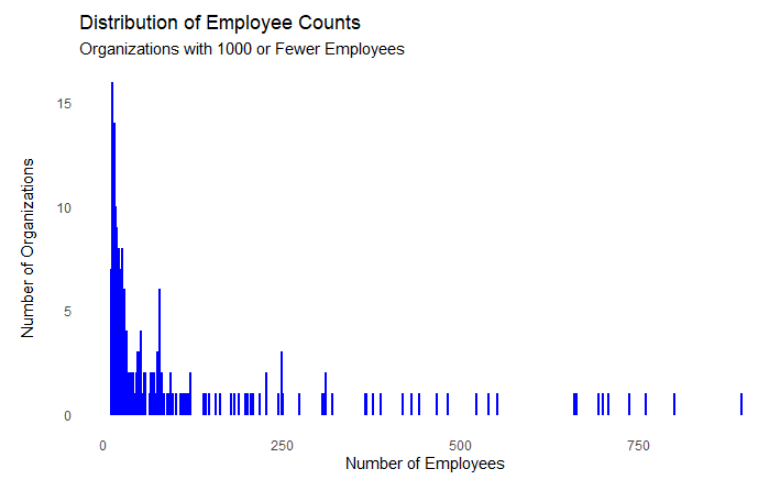 Distribution of Employee Counts
Organizations with 1000 or Fewer Employees
Number of Organizations
15
10
5
0
0 250 500 750
Number of Employees